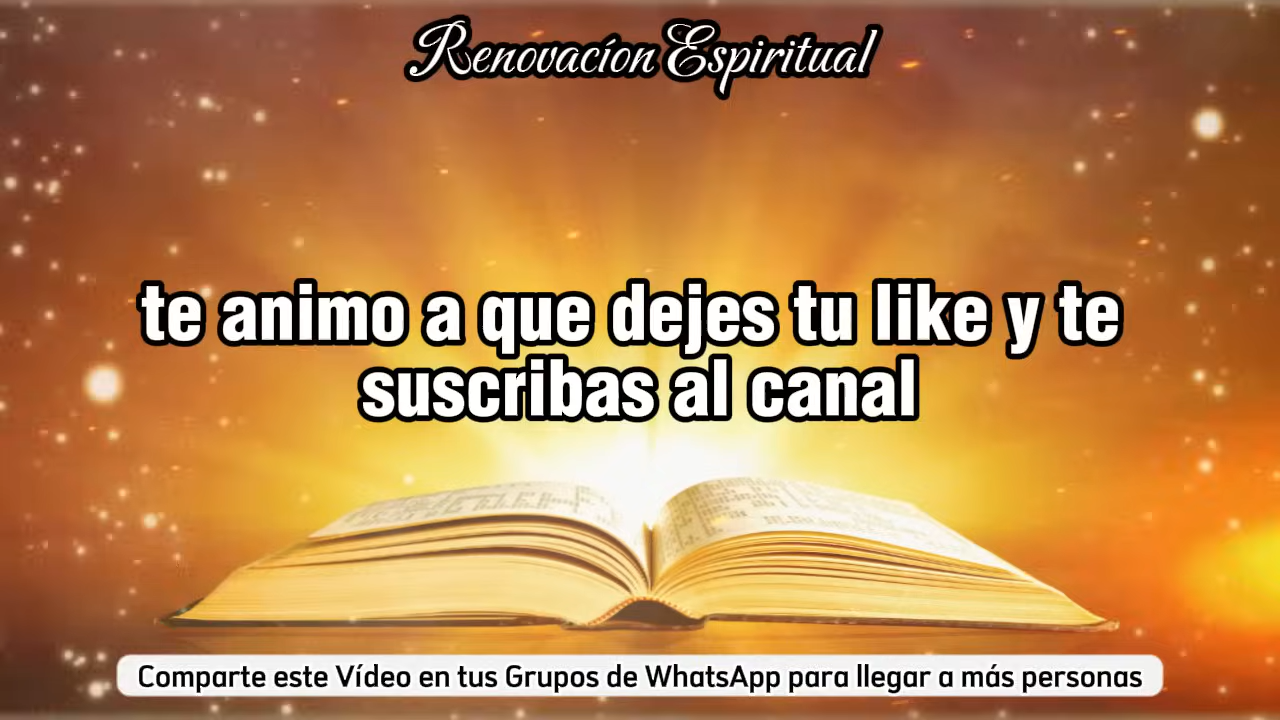 Renovacíon Espiritual
te animo a que dejes tu like y te
suscribas al canal
Comparte este Vídeo en tus Grupos de WhatsApp para llegar a más personas